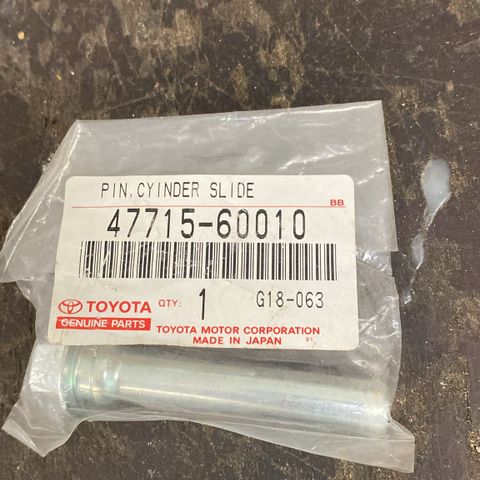 PIN, CYINDER SLIDE
BB
47715-60010
TOYOTA
GENUINE PARTS
QTY: 1 G18-063
TOYOTA MOTOR CORPORATION
MADE IN JAPAN 01